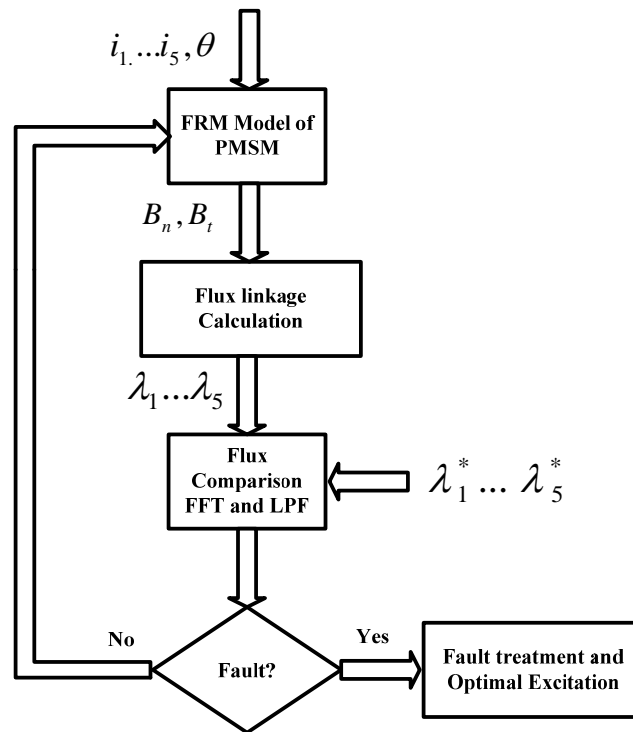 i1. ...i5, θ
FRM Model of
PMSM
Bn, Bt
Flux linkage
Calculation
λ1...λ5
Flux
Comparison
FFT and LPF
λ*1 ... λ*5
No
Fault?
Yes
Fault treatment and
Optimal Excitation